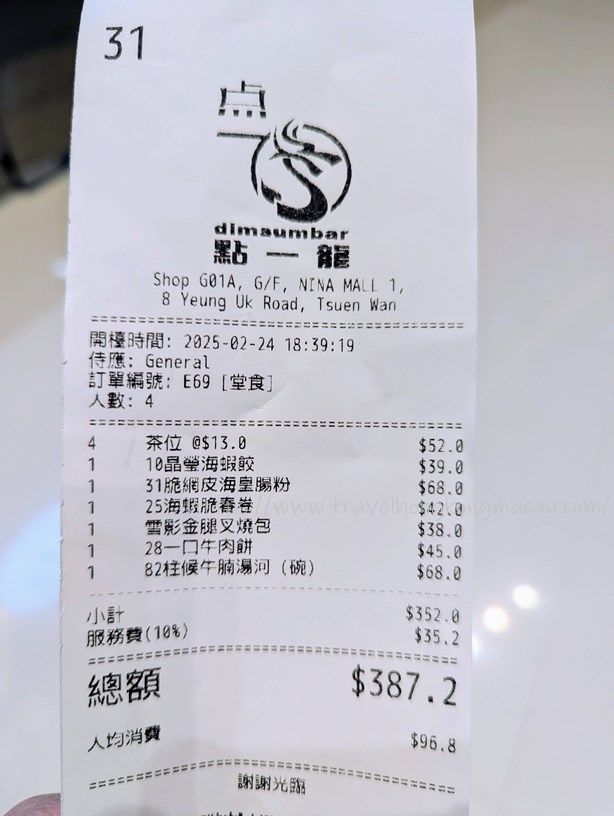 31
点
一
dimsumbar
點一龍
Shop G01A, G/F, NINA MALL 1,
8 Yeung Uk Road, Tsuen Wan
開檯時間: 2025-02-24 18:39:19
侍應: General
訂單編號: E69 [堂食]
人數: 4
4 茶位 @$13.0 $52.0
1 10晶瑩海蝦餃 $39.0
1 31脆網皮海皇腸粉 $68.0
1 25海蝦脆春卷 $42.0
1 雪影金腿叉燒包 $38.0
1 28一口牛肉餅 $45.0
1 82柱候牛腩湯河 (碗) $68.0
小計 $352.0
服務費(10%) $35.2
總額 $387.2
人均消費 $96.8
謝謝光臨